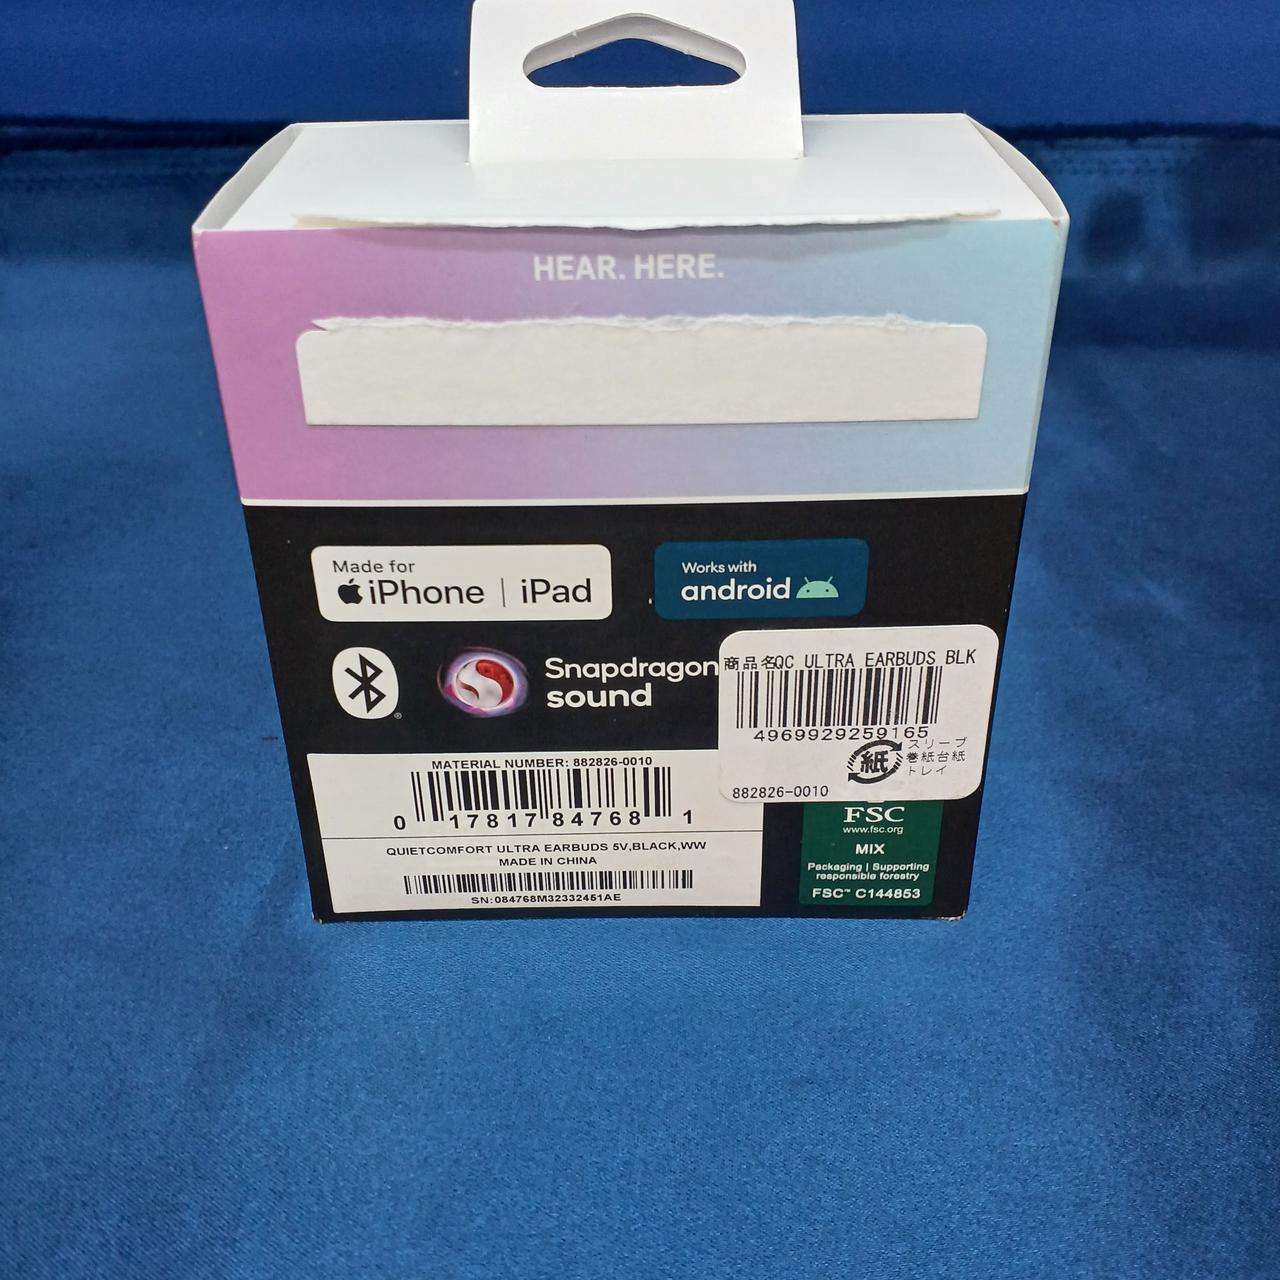 HEAR. HERE.
Made for
iPhone | iPad
Works with
android
Snapdragon
sound
商品名QC ULTRA EARBUDS BLK
4969929259165
スリーブ
巻紙台紙
トレイ
紙
882826-0010
MATERIAL NUMBER: 882826-0010
0 17817 84768 1
QUIETCOMFORT ULTRA EARBUDS 5V,BLACK,WW
MADE IN CHINA
SN:084768M32332451AE
FSC
www.fsc.org
MIX
Packaging | Supporting
responsible forestry
FSC™ C144853